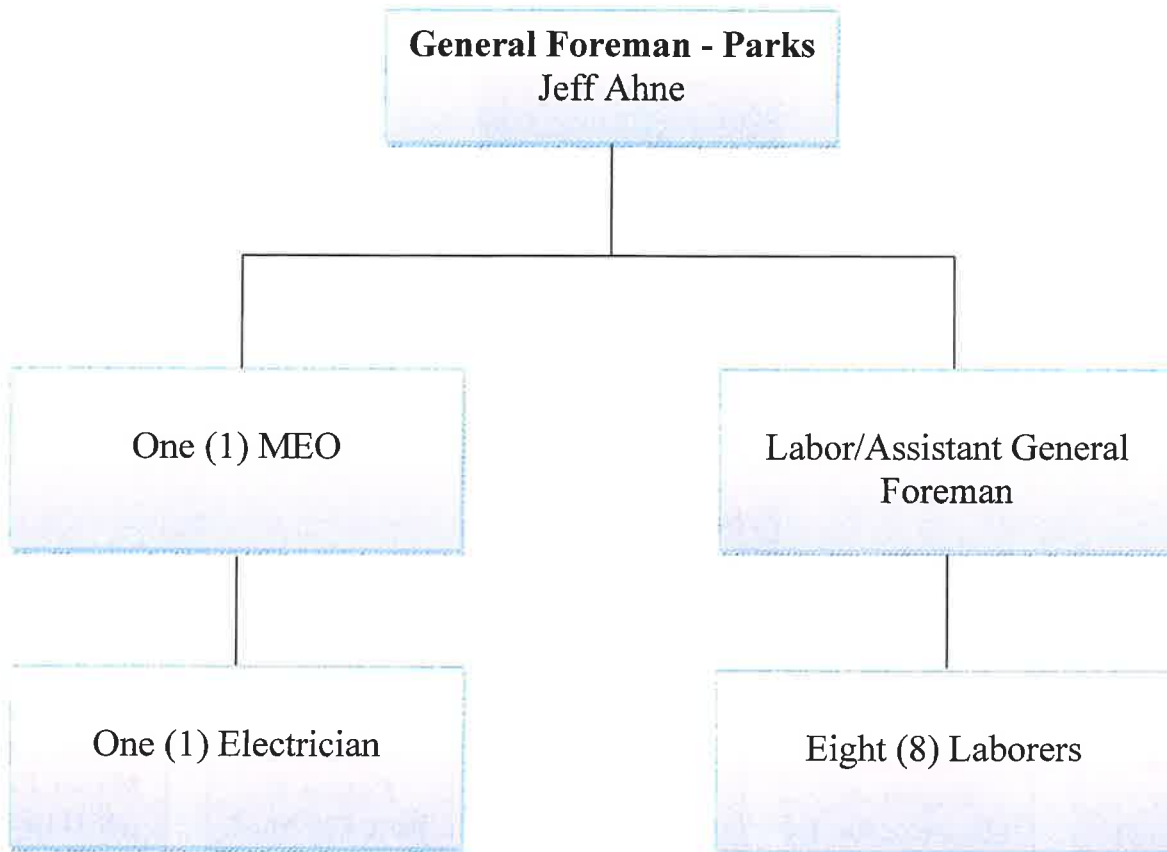 General Foreman - Parks
Jeff Ahne
One (1) MEO
Labor/Assistant General
Foreman
One (1) Electrician
Eight (8) Laborers